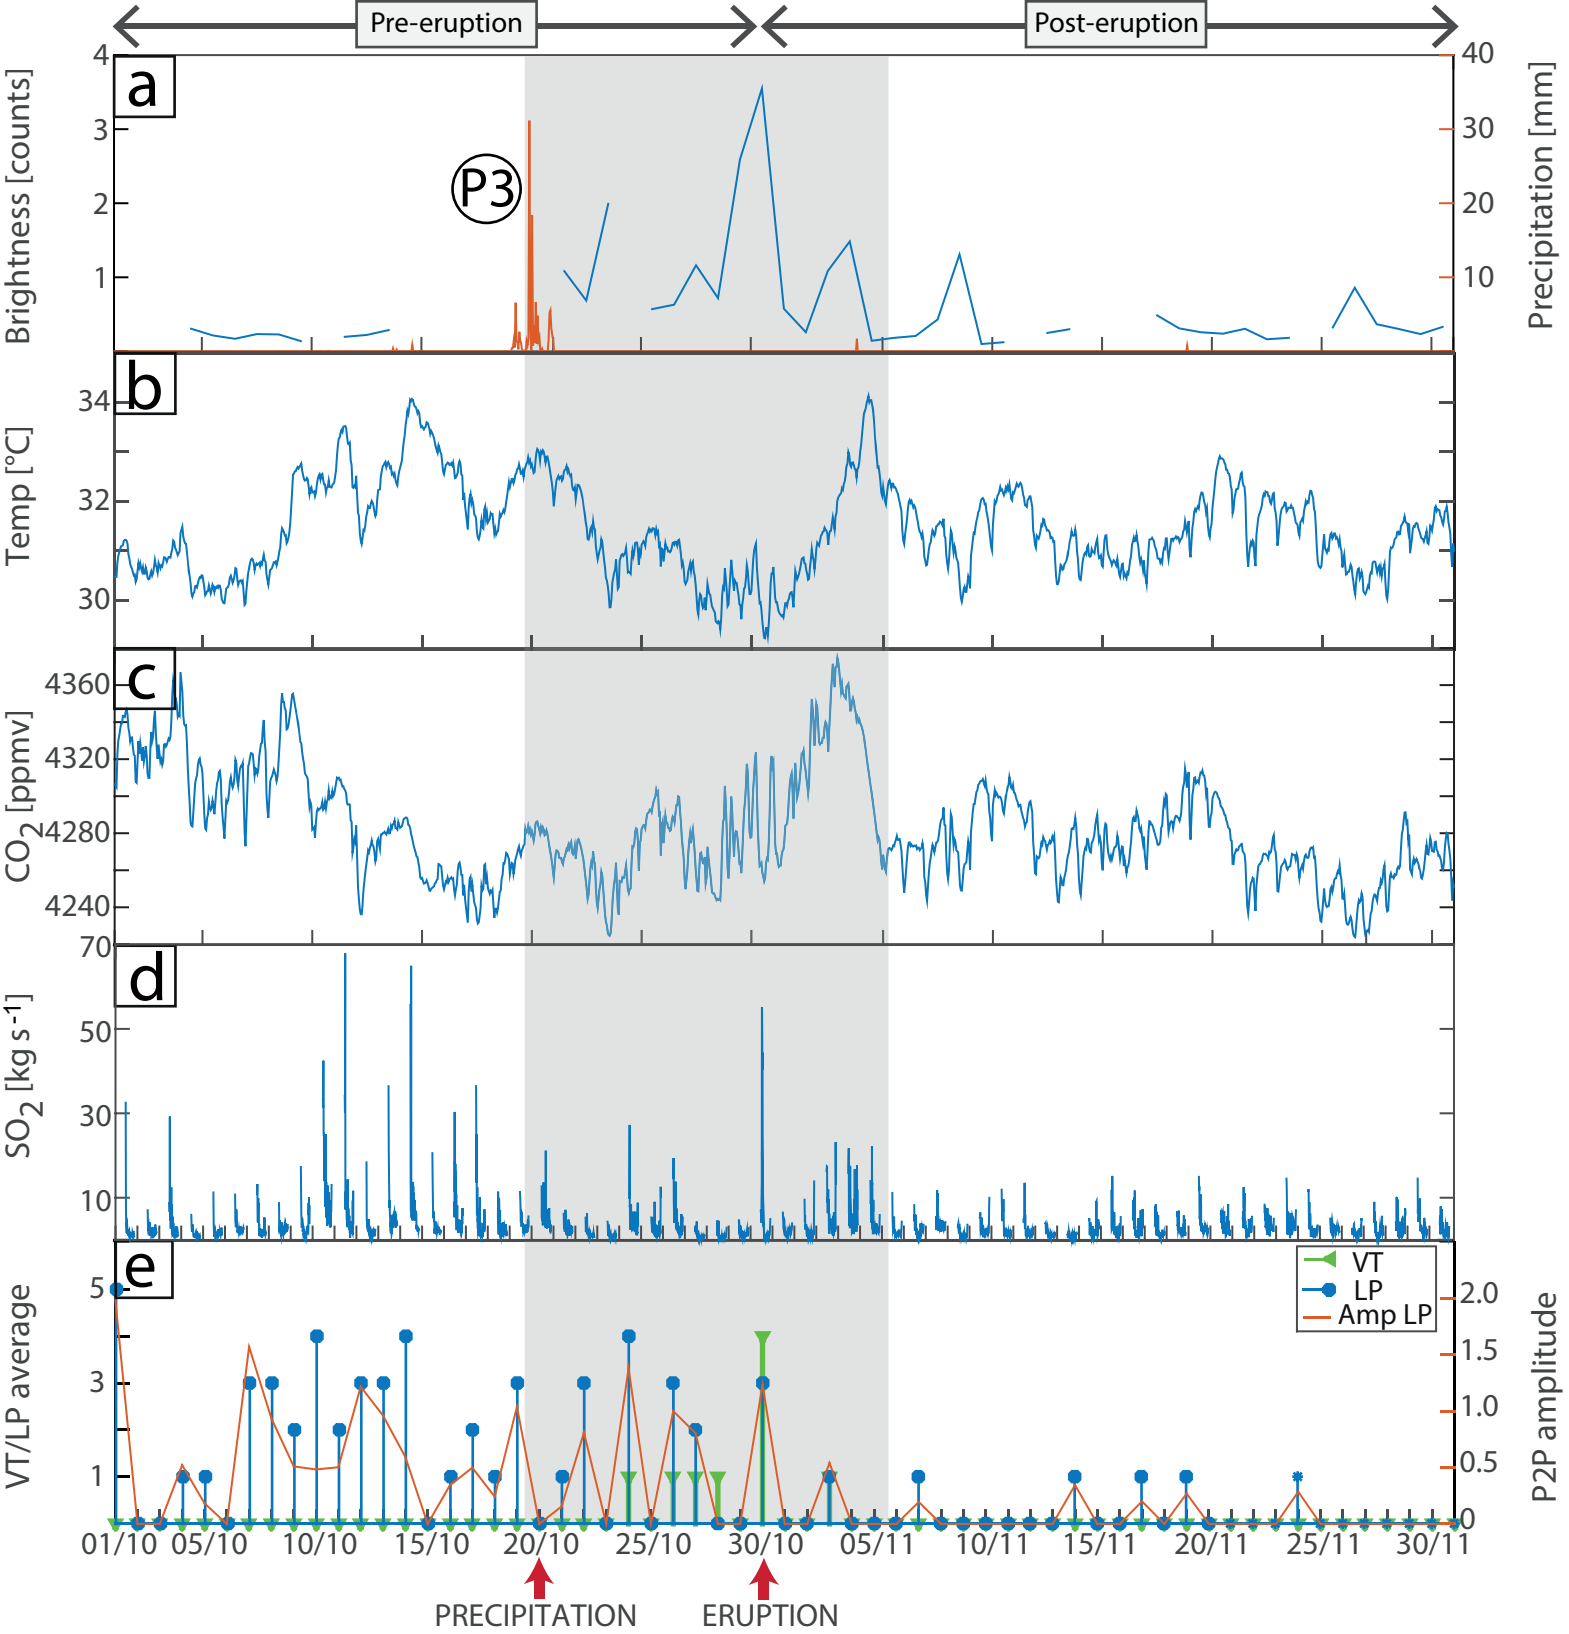 Pre-eruption Post-eruption
a
Brightness [counts]
4
3
2
1
P3
40
30
20
10
Precipitation [mm]
b
Temp [°C]
34
32
30
c
CO2 [ppmv]
4360
4320
4280
4240
d
SO2 [kg s-1]
70
50
30
10
e
VT/LP average
5
3
1
VT
LP
Amp LP
2.0
1.5
1.0
0.5
0
P2P amplitude
01/10 05/10 10/10 15/10 20/10 25/10 30/10 05/11 10/11 15/11 20/11 25/11 30/11
PRECIPITATION ERUPTION